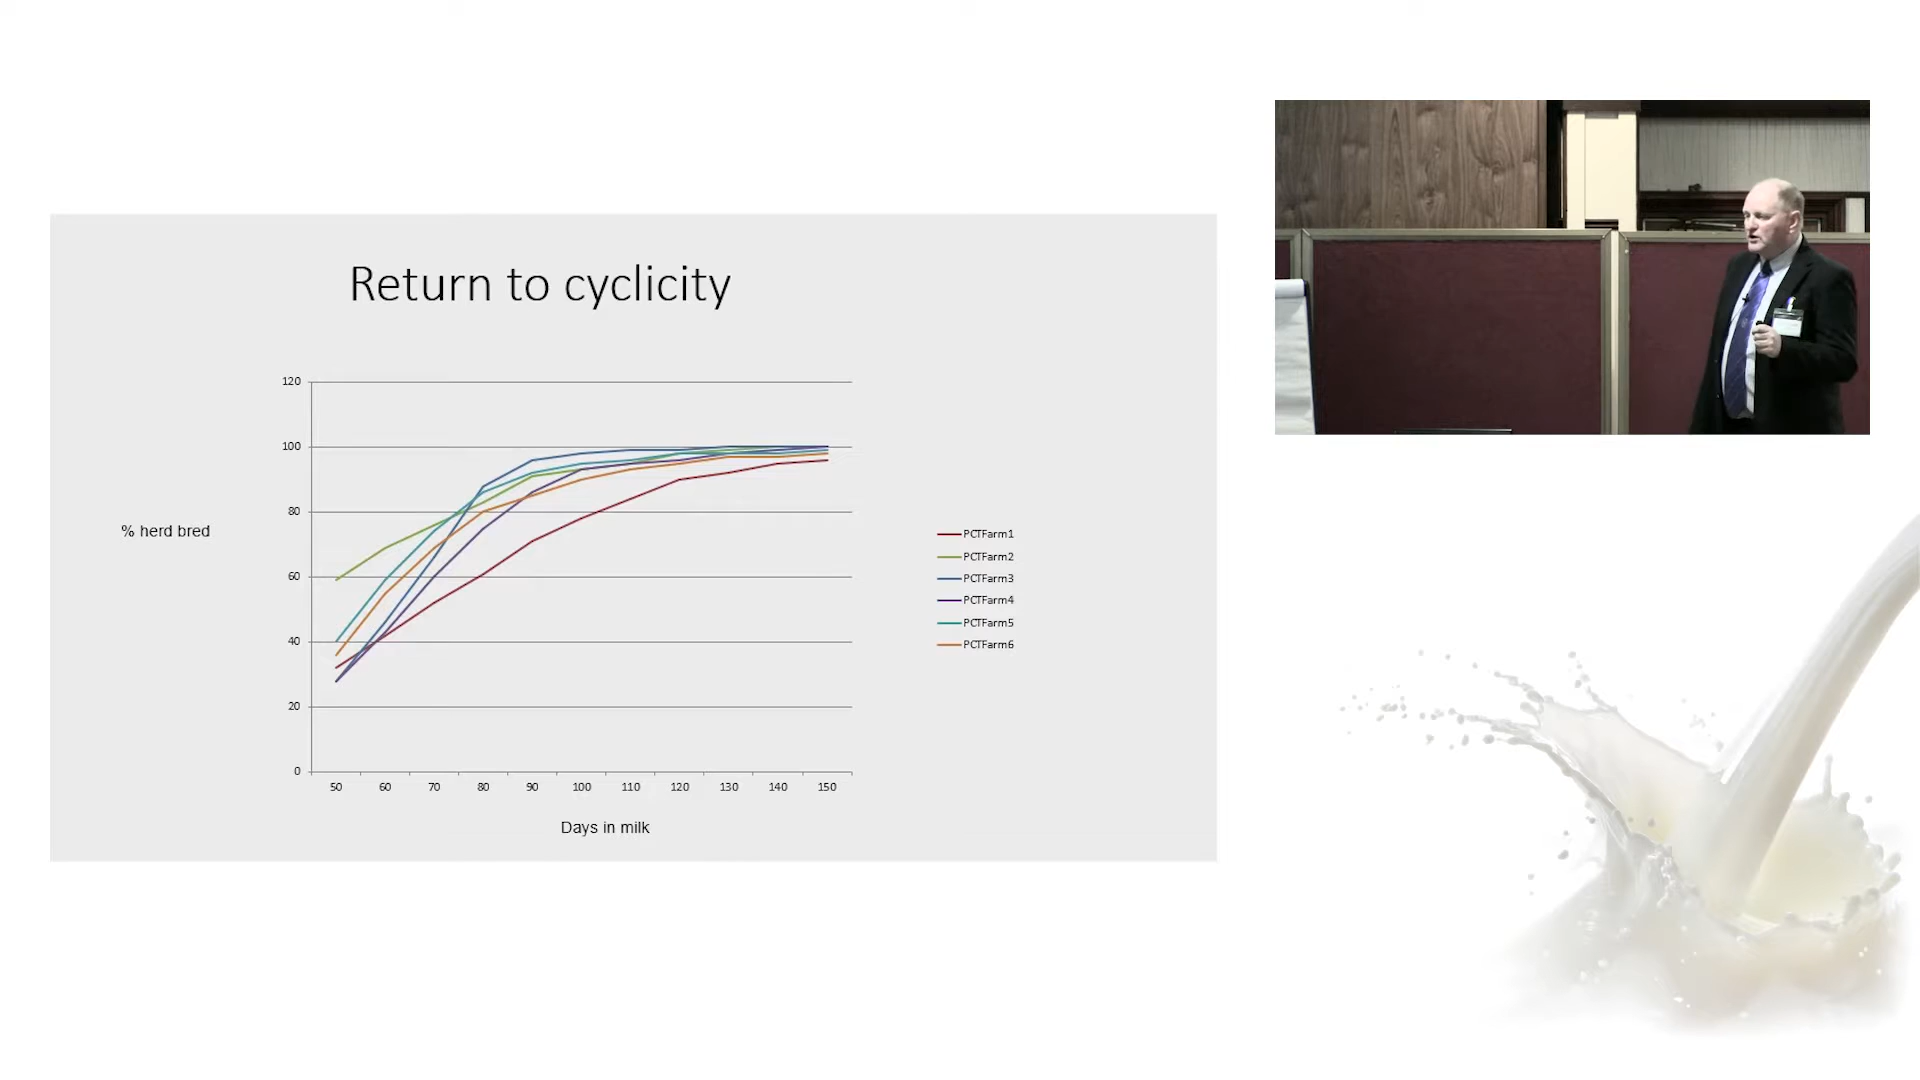 Return to cyclicity
120
100
80
60
40
20
0
% herd bred
50 60 70 80 90 100 110 120 130 140 150
Days in milk
PCTFarm1
PCTFarm2
PCTFarm3
PCTFarm4
PCTFarm5
PCTFarm6